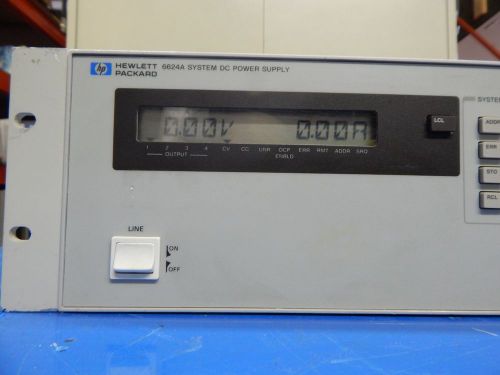 hp HEWLETT PACKARD 6624A SYSTEM DC POWER SUPPLY
0.00V 0.00A
1 2 3 4 CV CC UNR OCP ENBLD ERR RMT ADDR SRQ
OUTPUT
LCL
SYSTEM
ADDR
ERR
STO
RCL
LINE
ON
OFF